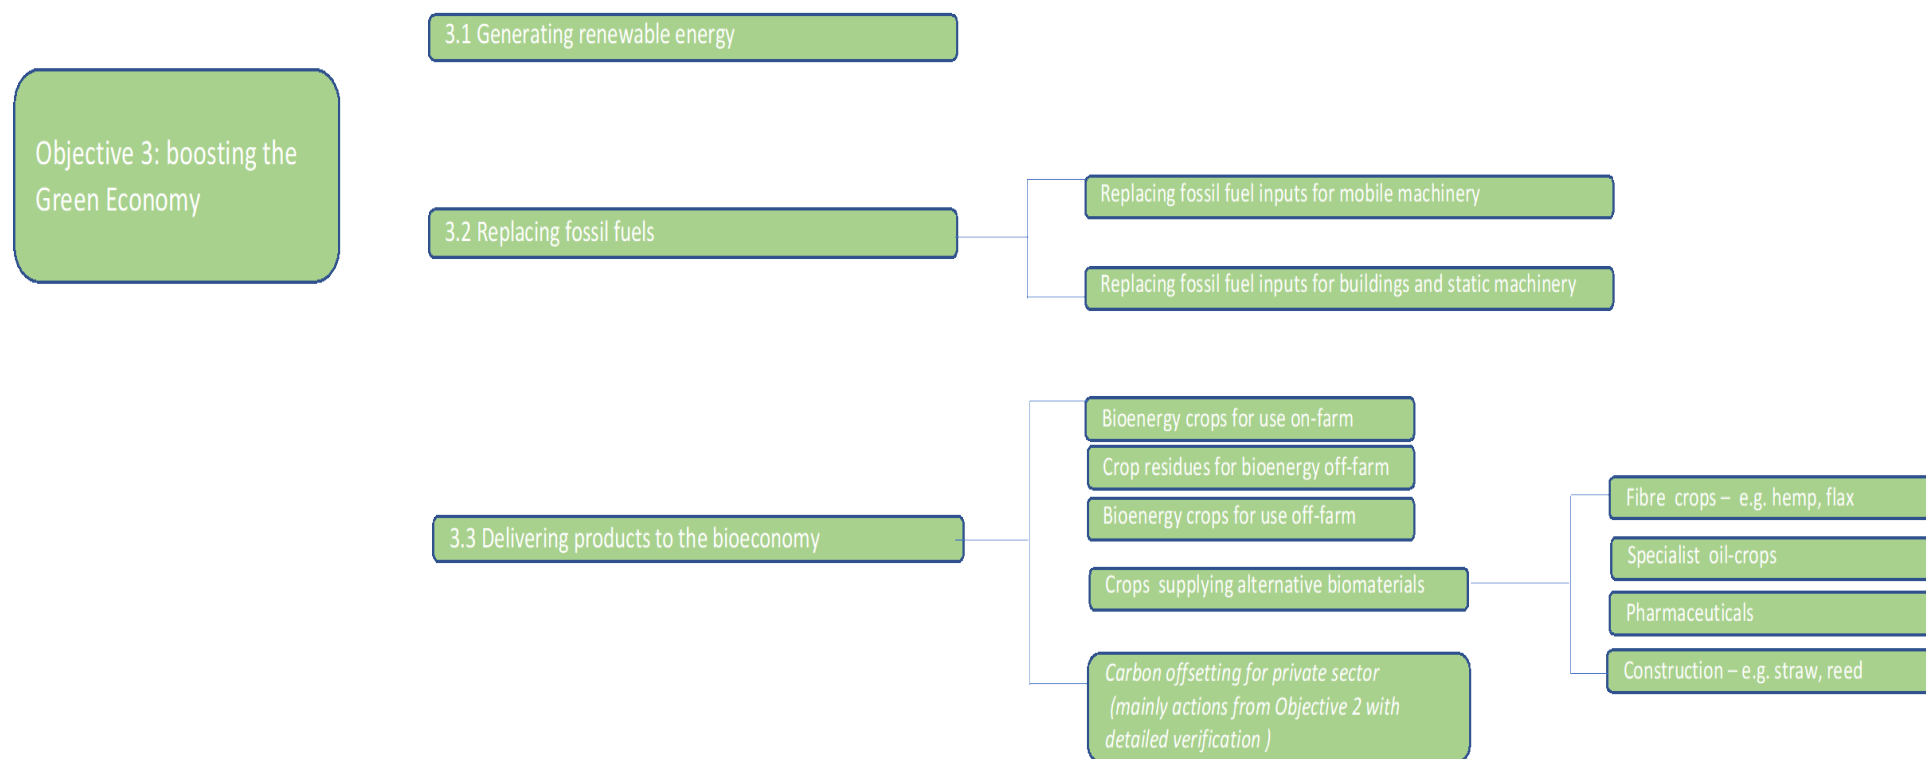 3.1 Generating renewable energy
Objective 3: boosting the
Green Economy
3.2 Replacing fossil fuels
Replacing fossil fuel inputs for mobile machinery
Replacing fossil fuel inputs for buildings and static machinery
3.3 Delivering products to the bioeconomy
Bioenergy crops for use on-farm
Crop residues for bioenergy off-farm
Bioenergy crops for use off-farm
Crops supplying alternative biomaterials
Carbon offsetting for private sector
(mainly actions from Objective 2 with
detailed verification )
Fibre crops – e.g. hemp, flax
Specialist oil-crops
Pharmaceuticals
Construction – e.g. straw, reed